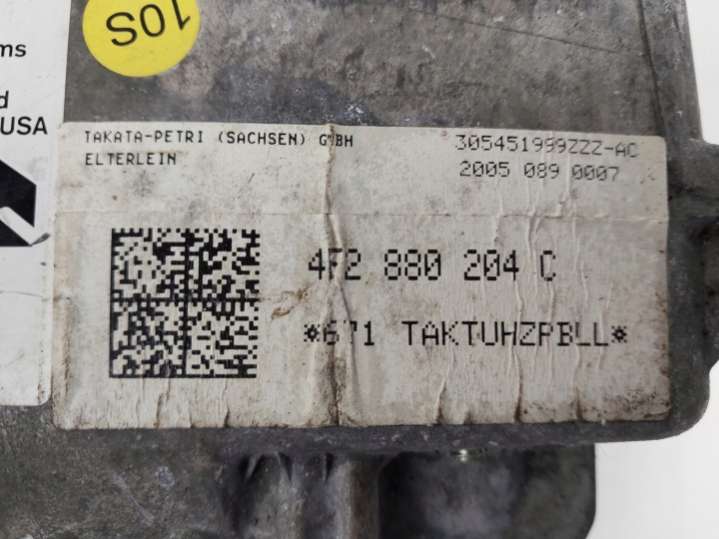 10S
ms
d
USA
TAKATA-PETRI (SACHSEN) GMBH
ELTERLEIN
305451999ZZZ-AC
2005 089 0007
4F2 880 204 C
*671 TAKTUHZPBLL*